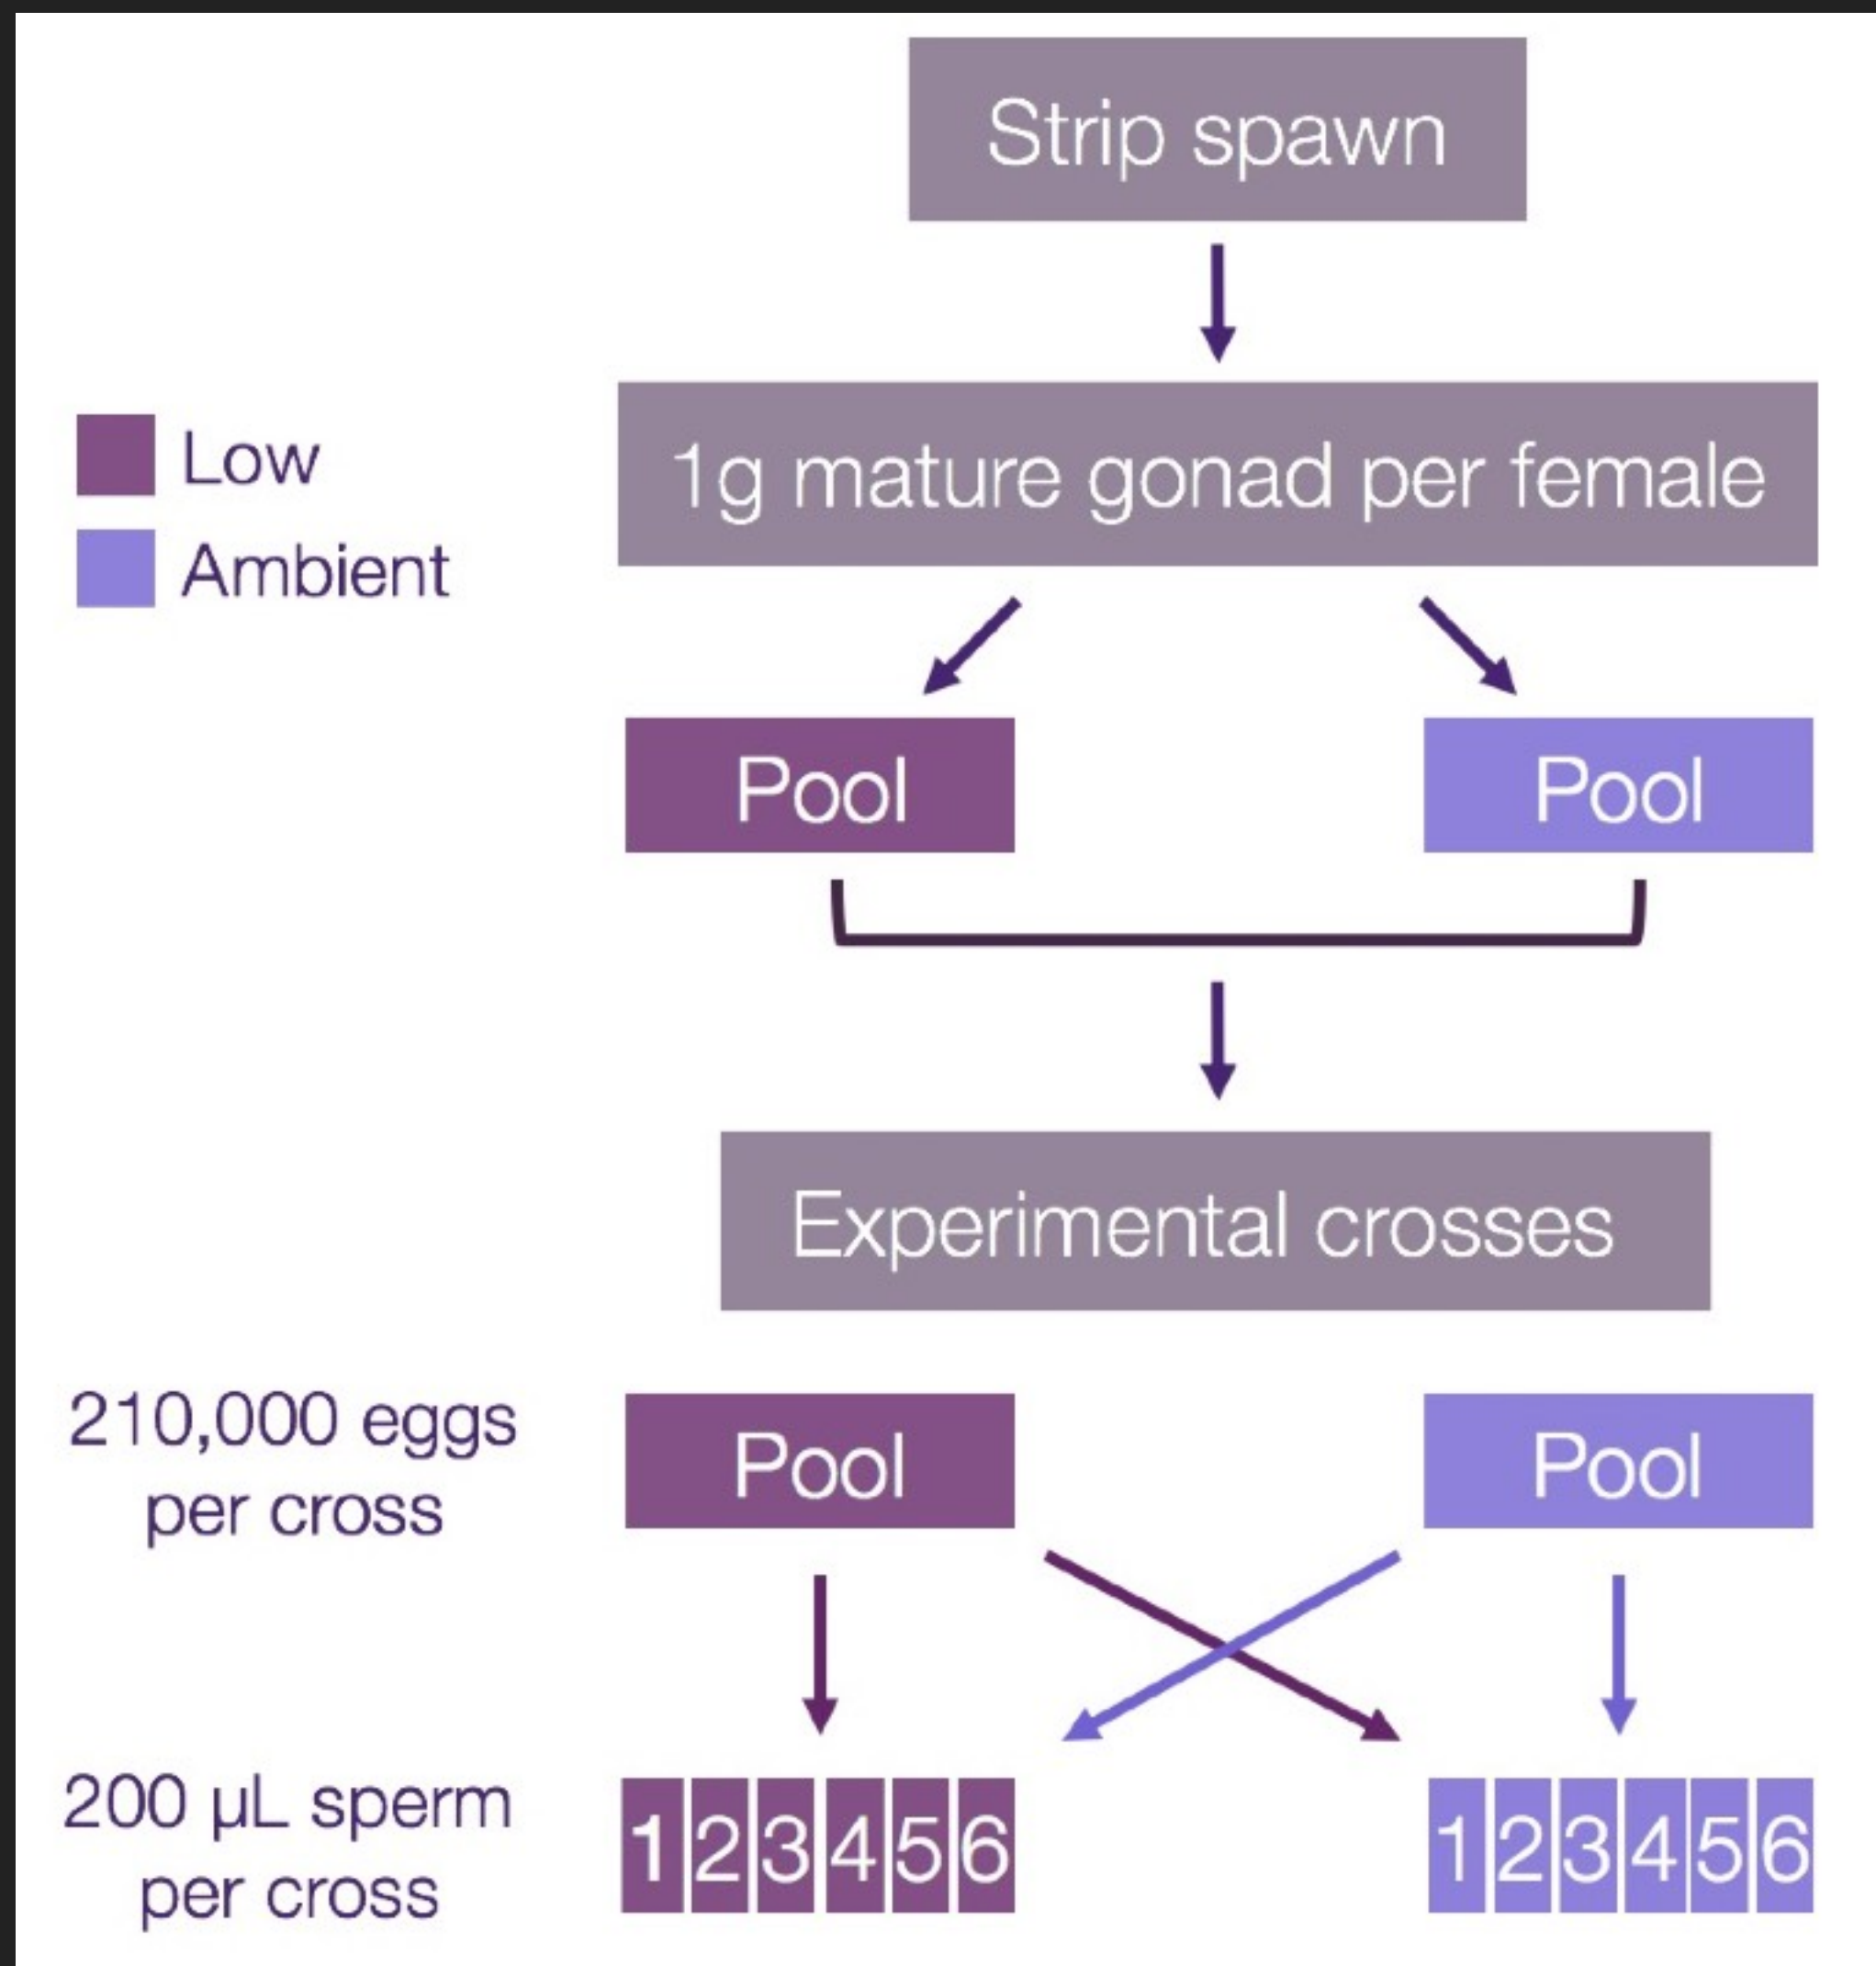 Strip spawn
1g mature gonad per female
Low
Ambient
Pool
Pool
Experimental crosses
210,000 eggs
per cross
Pool
Pool
200 µL sperm
per cross
1 2 3 4 5 6
1 2 3 4 5 6